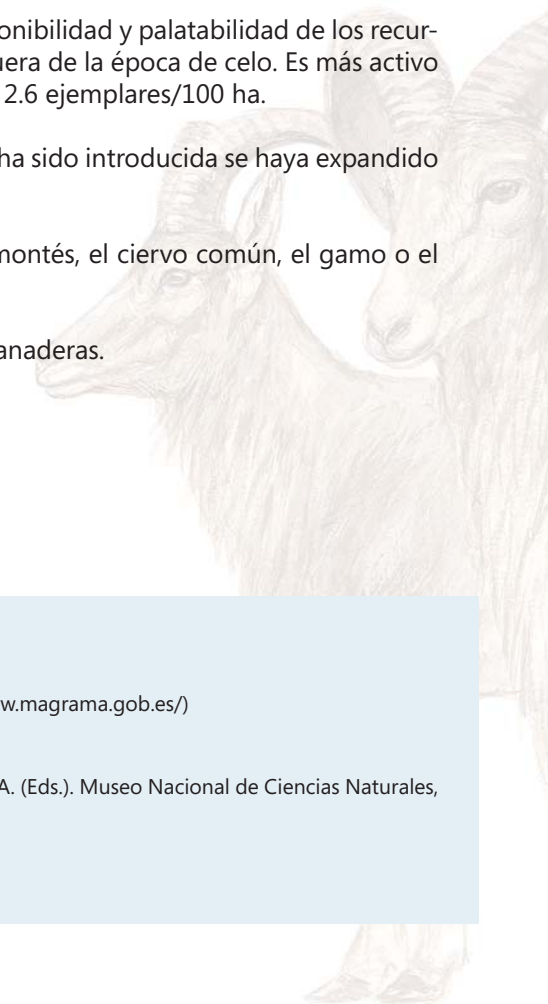 onibilidad y palatabilidad de los recur-
uera de la época de celo. Es más activo
2.6 ejemplares/100 ha.
ha sido introducida se haya expandido
montés, el ciervo común, el gamo o el
anaderas.
w.magrama.gob.es/)
A. (Eds.). Museo Nacional de Ciencias Naturales,